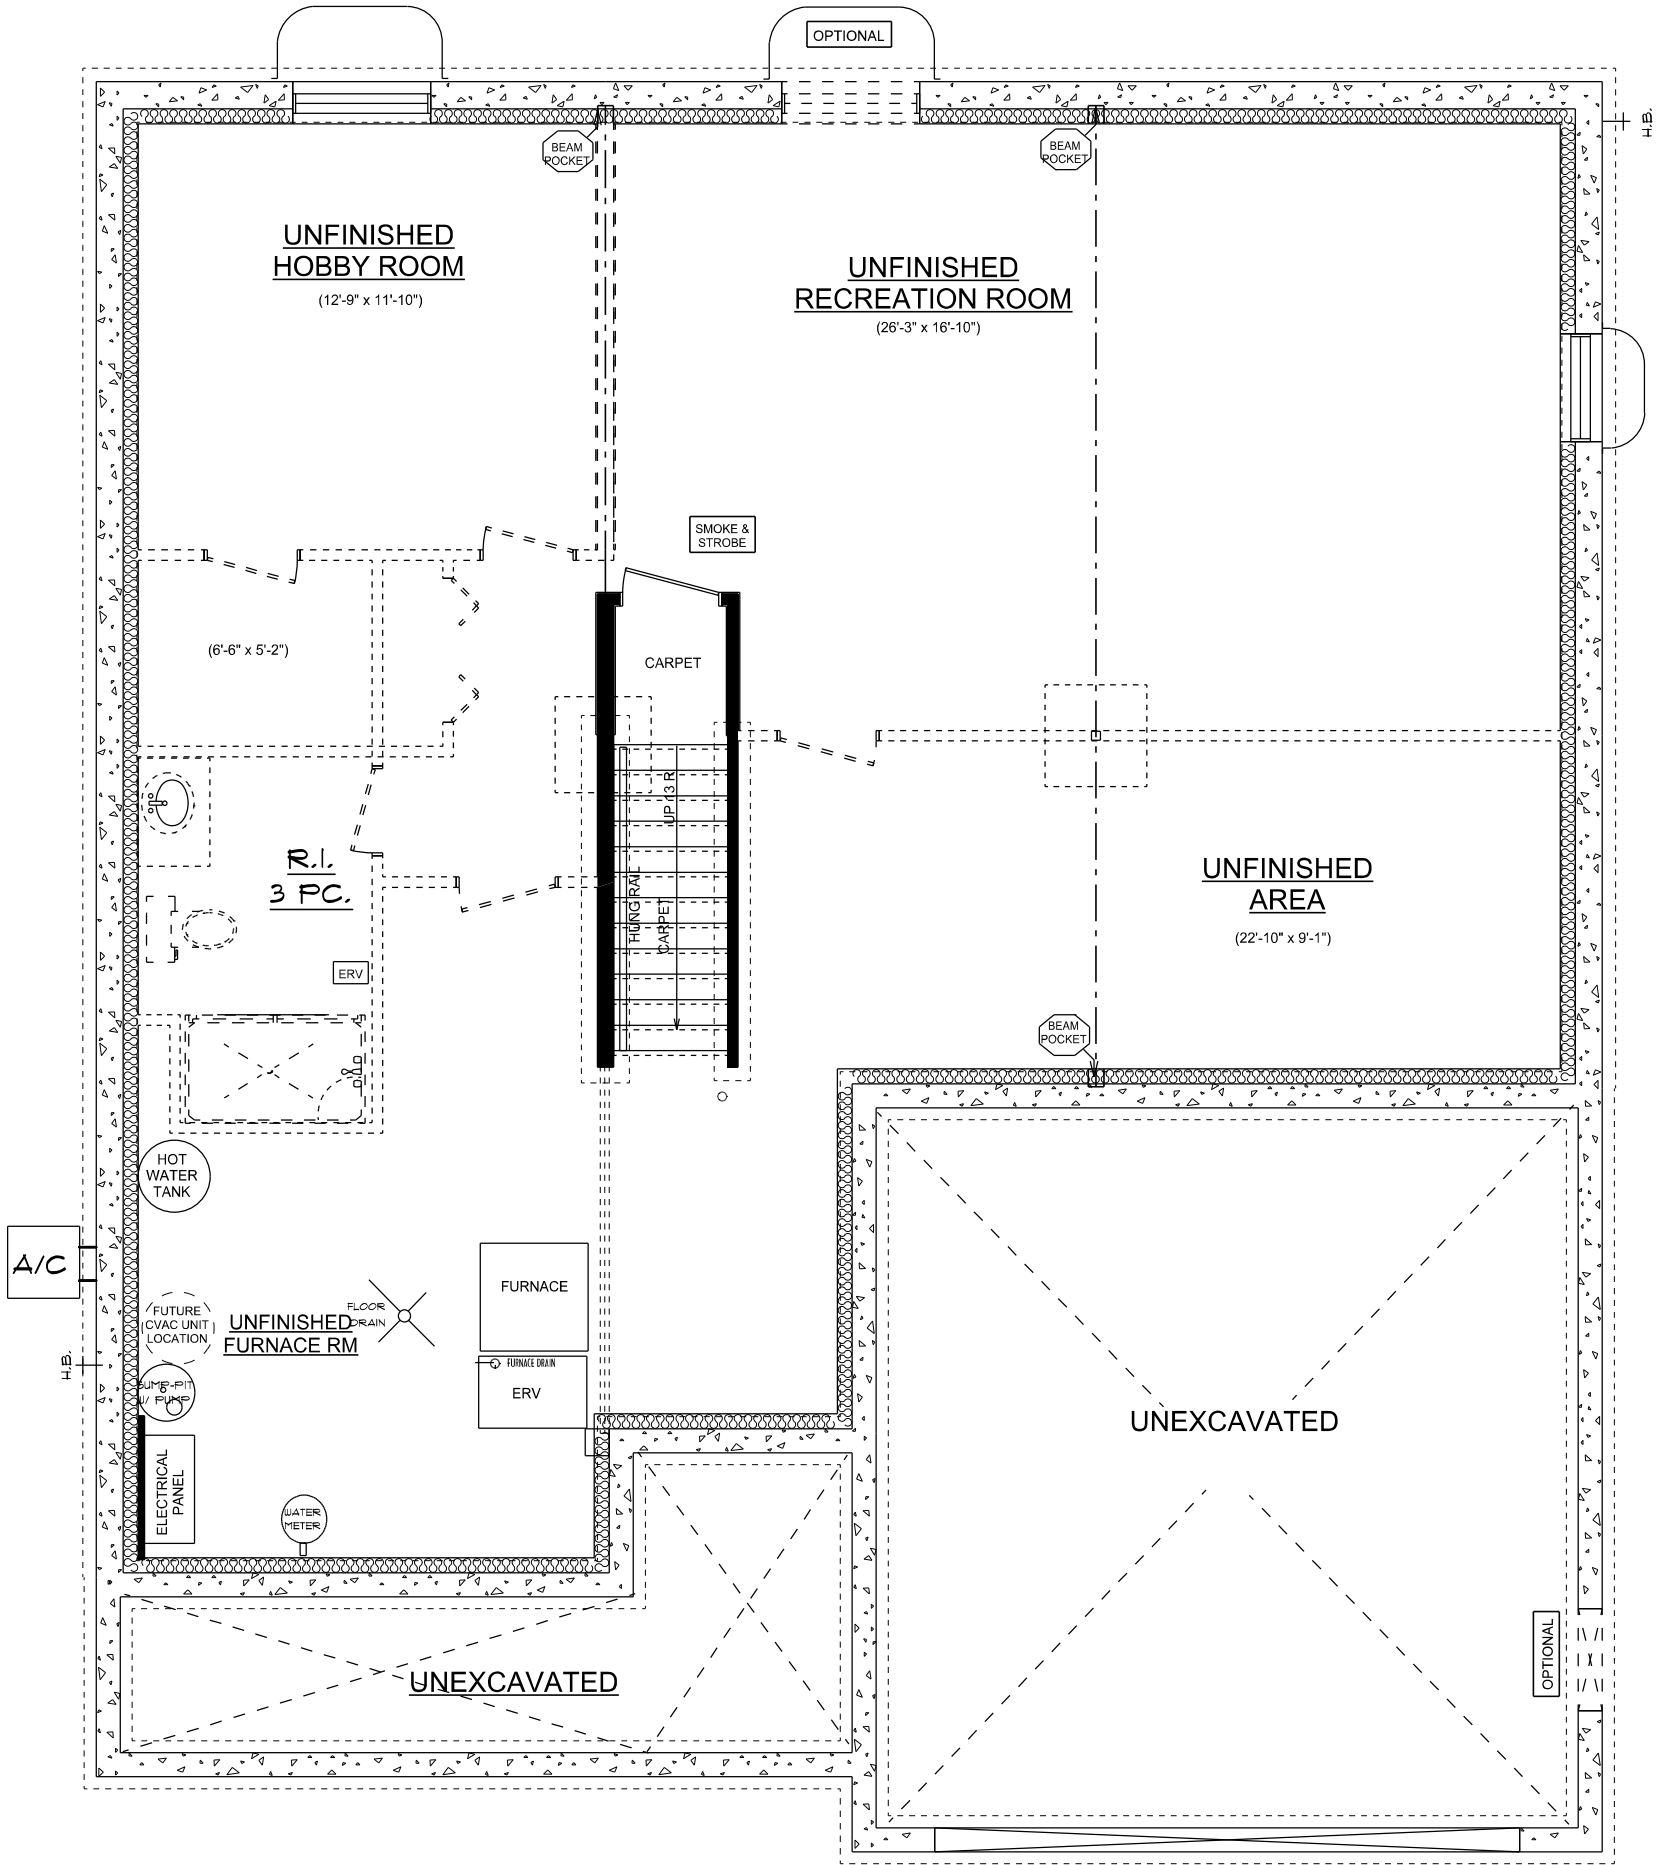 OPTIONAL
H.B.
BEAM
POCKET
BEAM
POCKET
UNFINISHED
HOBBY ROOM
(12'-9" x 11'-10")
UNFINISHED
RECREATION ROOM
(26'-3" x 16'-10")
SMOKE &
STROBE
(6'-6" x 5'-2")
CARPET
UP 13 R
HUNG RAIL
CARPET
R.I.
3 PC.
UNFINISHED
AREA
(22'-10" x 9'-1")
ERV
BEAM
POCKET
HOT
WATER
TANK
A/C
FURNACE
FUTURE
CVAC UNIT
LOCATION
UNFINISHED
FURNACE RM
FLOOR
DRAIN
H.B.
FURNACE DRAIN
ERV
SUMP-PIT
W/ PUMP
UNEXCAVATED
ELECTRICAL
PANEL
WATER
METER
OPTIONAL
UNEXCAVATED